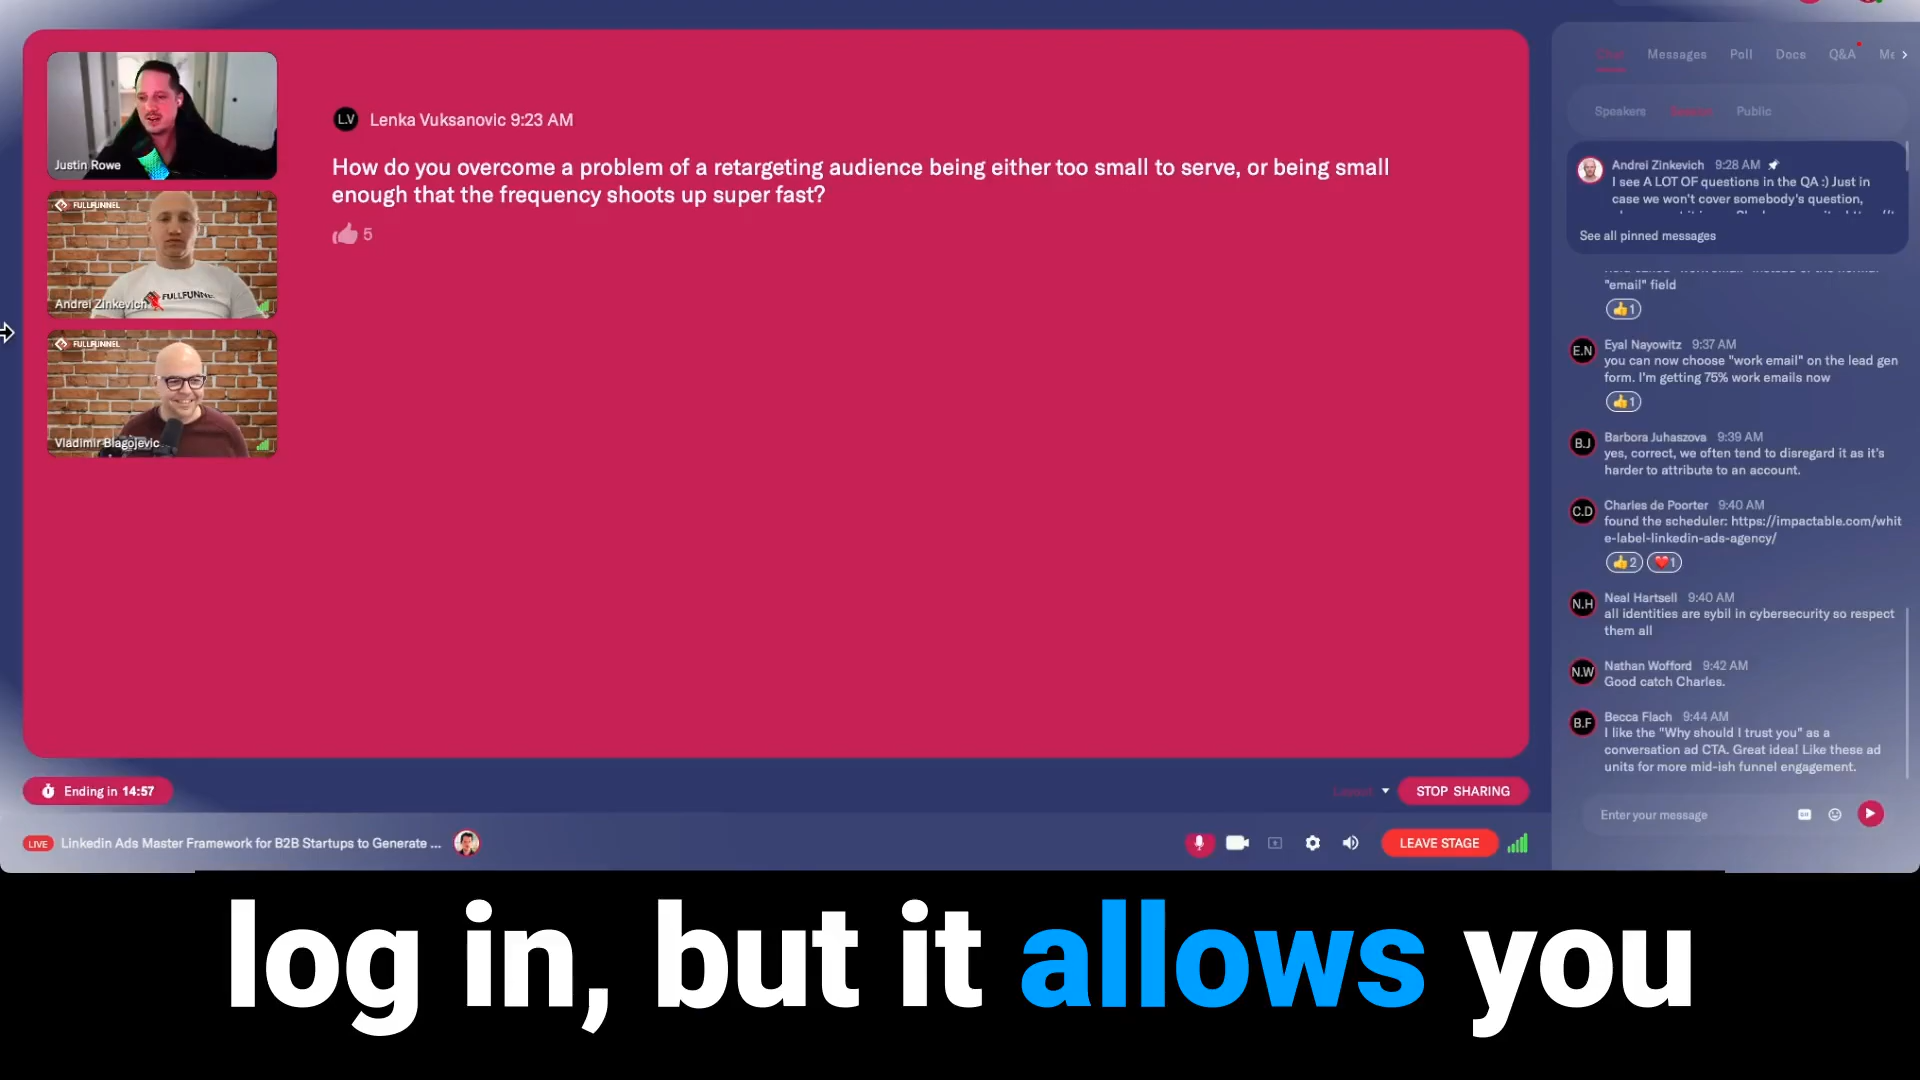 Justin Rowe
FULLFUNNEL
FULLFUNNE
Andrei Zinkevich
FULLFUNNEL
Vladimir Blagojevic
L.V Lenka Vuksanovic 9:23 AM
How do you overcome a problem of a retargeting audience being either too small to serve, or being small
enough that the frequency shoots up super fast?
5
Chat Messages Poll Docs Q&A Me
Speakers Public
Andrei Zinkevich 9:28 AM
I see A LOT OF questions in the QA :) Just in
case we won't cover somebody's question,
See all pinned messages
"email" field
👍1
E.N Eyal Nayowitz 9:37 AM
you can now choose "work email" on the lead gen
form. I'm getting 75% work emails now
👍1
B.J Barbora Juhaszova 9:39 AM
yes, correct, we often tend to disregard it as it's
harder to attribute to an account.
C.D Charles de Poorter 9:40 AM
found the scheduler: https://impactable.com/whit
e-label-linkedin-ads-agency/
👍2 ❤️1
N.H Neal Hartsell 9:40 AM
all identities are sybil in cybersecurity so respect
them all
N.W Nathan Wofford 9:42 AM
Good catch Charles.
B.F Becca Flach 9:44 AM
I like the "Why should I trust you" as a
conversation ad CTA. Great idea! Like these ad
units for more mid-ish funnel engagement.
Enter your message
Ending in 14:57
Layout STOP SHARING
LIVE Linkedin Ads Master Framework for B2B Startups to Generate ...
LEAVE STAGE
log in, but it allows you